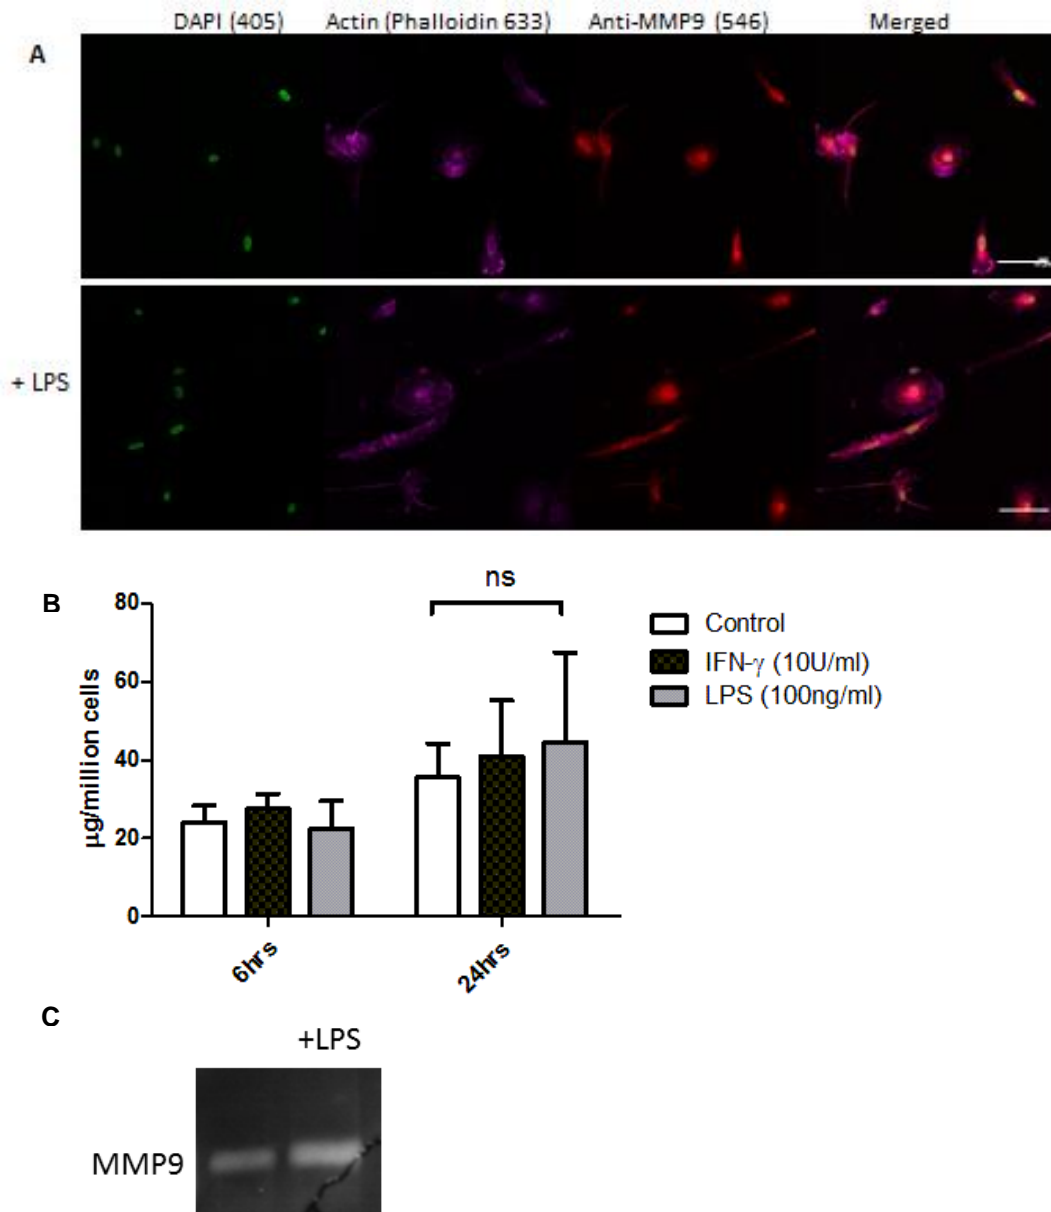 DAPI (405) Actin (Phalloidin 633) Anti-MMP9 (546) Merged
A
+ LPS
B
ns
80
60
40
20
0
µg/million cells
Control
IFN-γ (10U/ml)
LPS (100ng/ml)
6hrs 24hrs
C
+LPS
MMP9